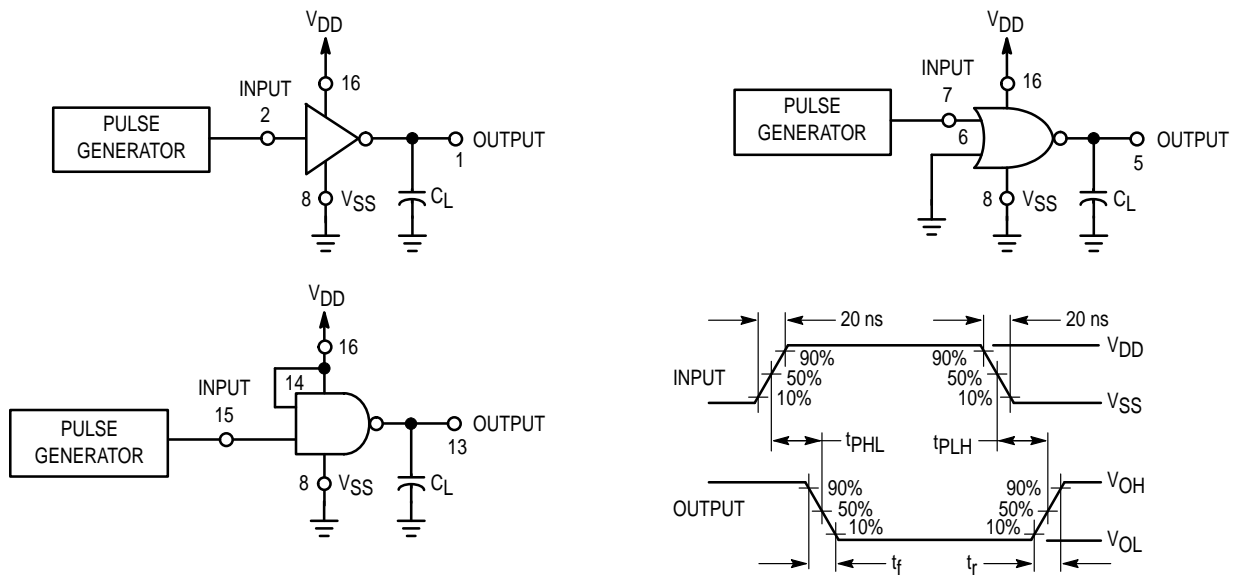 VDD
16
INPUT
2
PULSE
GENERATOR
OUTPUT
1
8
VSS
CL
VDD
16
INPUT
7
PULSE
GENERATOR
6
OUTPUT
5
8
VSS
CL
VDD
16
14
INPUT
15
PULSE
GENERATOR
OUTPUT
13
8
VSS
CL
20 ns
20 ns
INPUT
90%
50%
10%
90%
50%
10%
VDD
VSS
tPHL
tPLH
OUTPUT
90%
50%
10%
90%
50%
10%
VOH
VOL
tf
tr